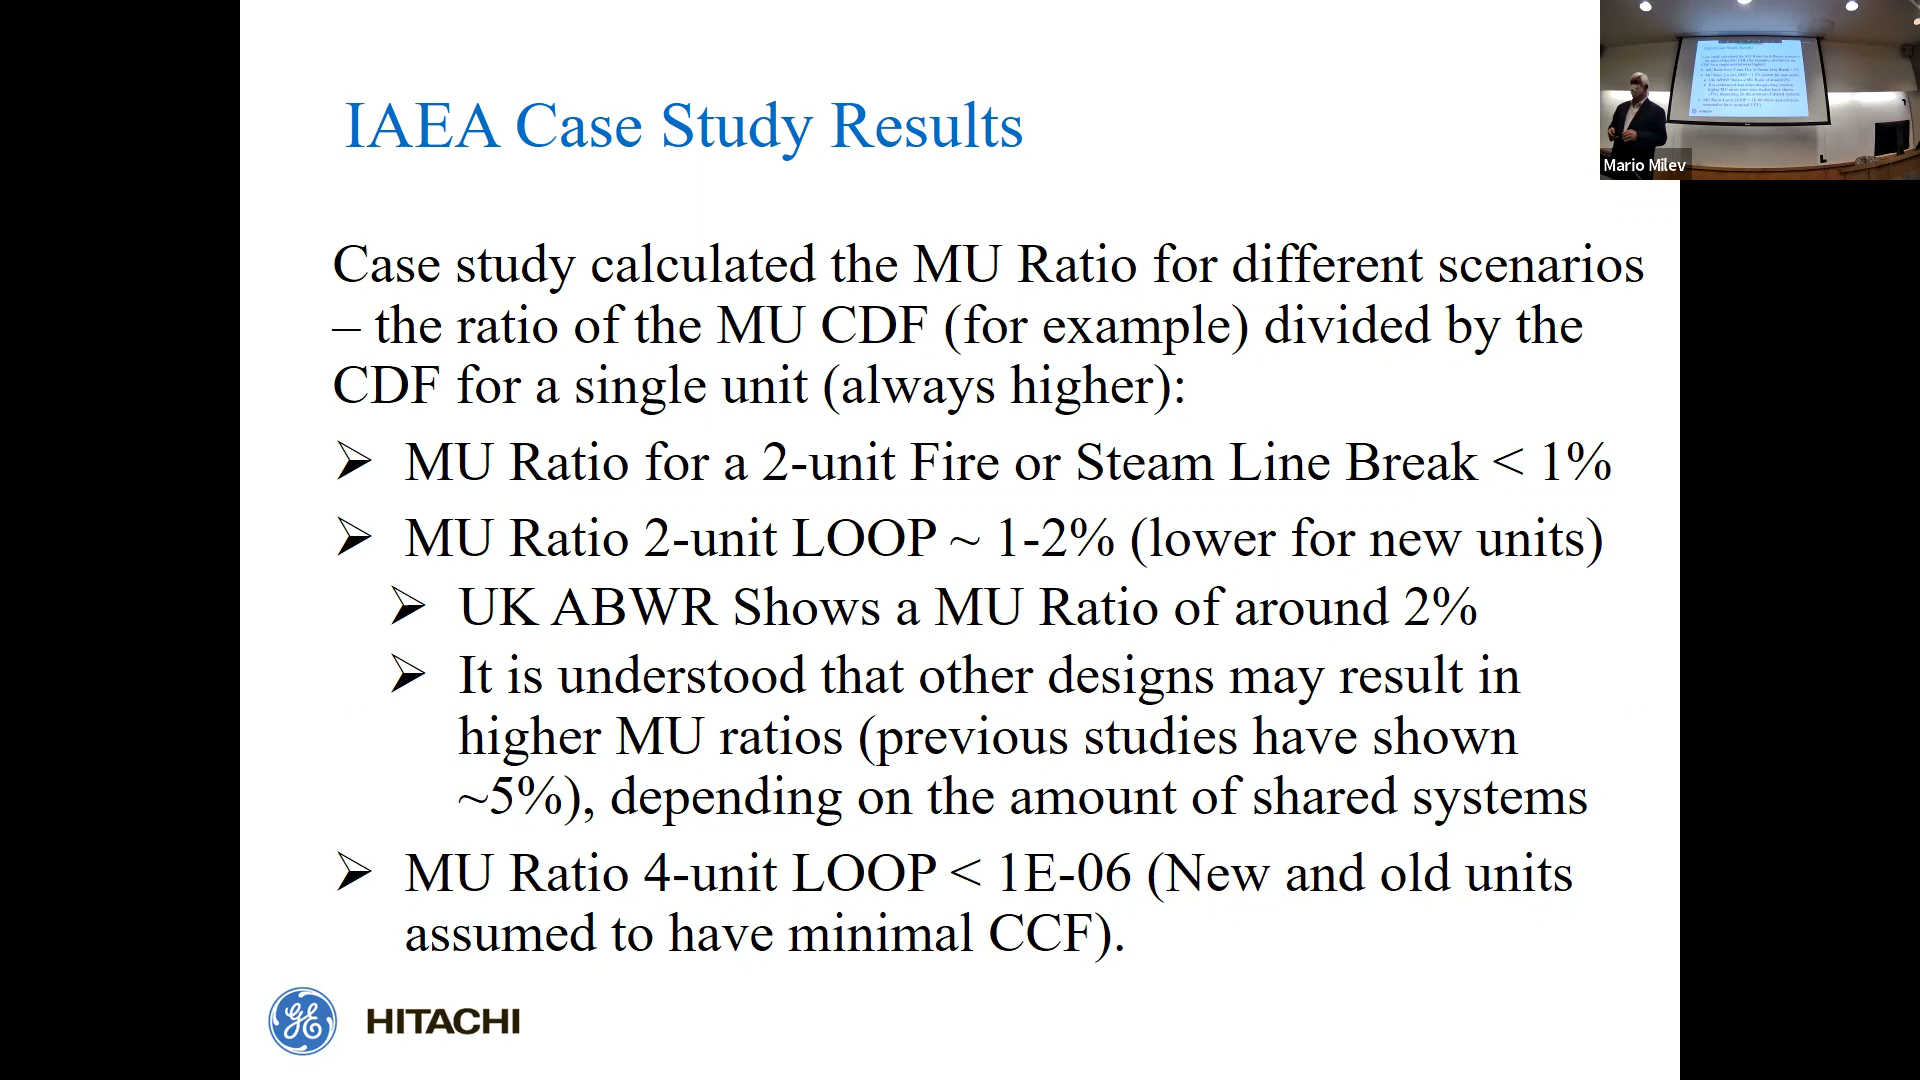 IAEA Case Study Results
Case study calculated the MU Ratio for different scenarios
– the ratio of the MU CDF (for example) divided by the
CDF for a single unit (always higher):
➢ MU Ratio for a 2-unit Fire or Steam Line Break < 1%
➢ MU Ratio 2-unit LOOP ~ 1-2% (lower for new units)
➢ UK ABWR Shows a MU Ratio of around 2%
➢ It is understood that other designs may result in
higher MU ratios (previous studies have shown
~5%), depending on the amount of shared systems
➢ MU Ratio 4-unit LOOP < 1E-06 (New and old units
assumed to have minimal CCF).
GE HITACHI
Mario Milev